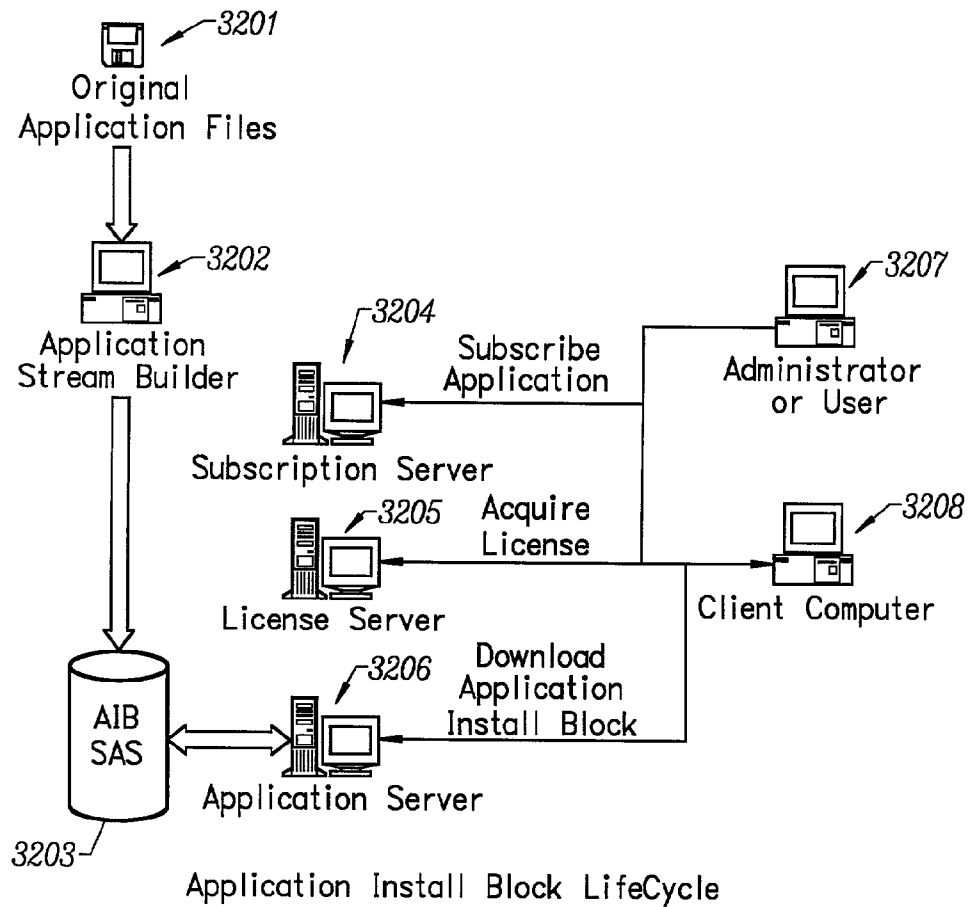 3201
Original
Application Files
3202
Application
Stream Builder
3204
Subscribe
Application
Subscription Server
3207
Administrator
or User
3205
Acquire
License
License Server
3208
Client Computer
3206
Download
Application
Install Block
Application Server
AIB
SAS
3203
Application Install Block LifeCycle